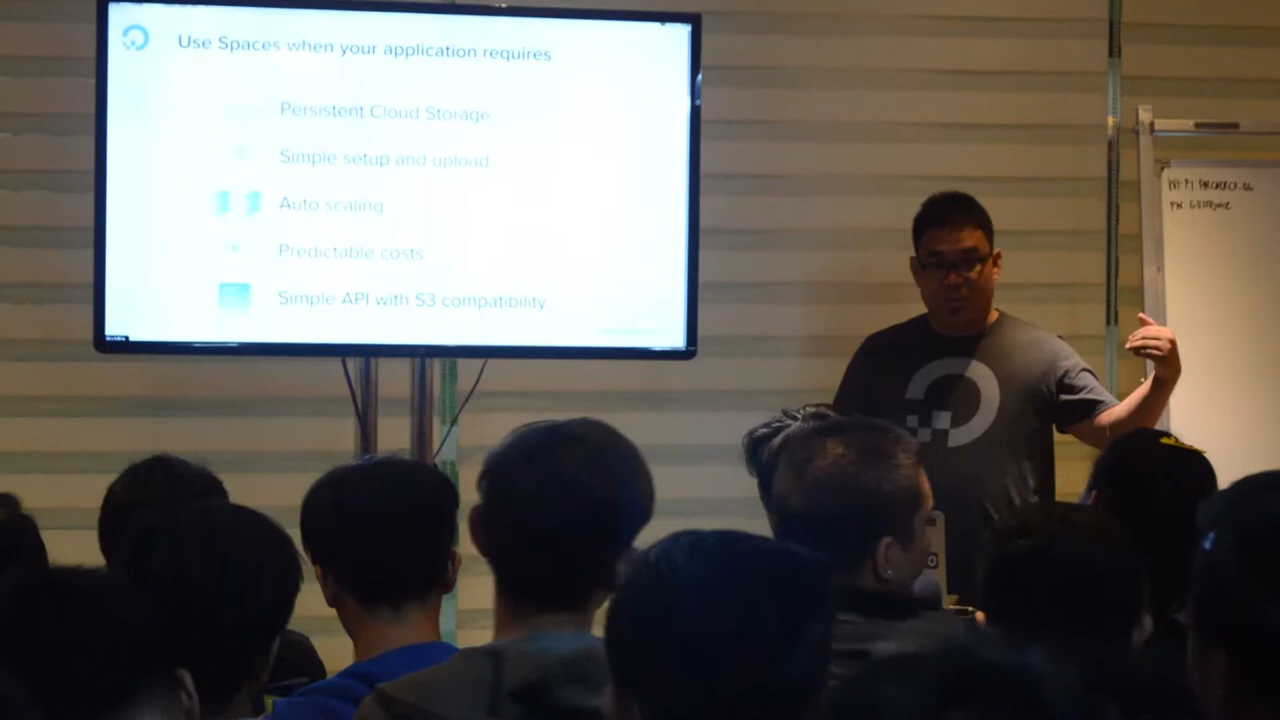 Use Spaces when your application requires
Persistent Cloud Storage
Simple setup and upload
Auto scaling
Predictable costs
Simple API with S3 compatibility